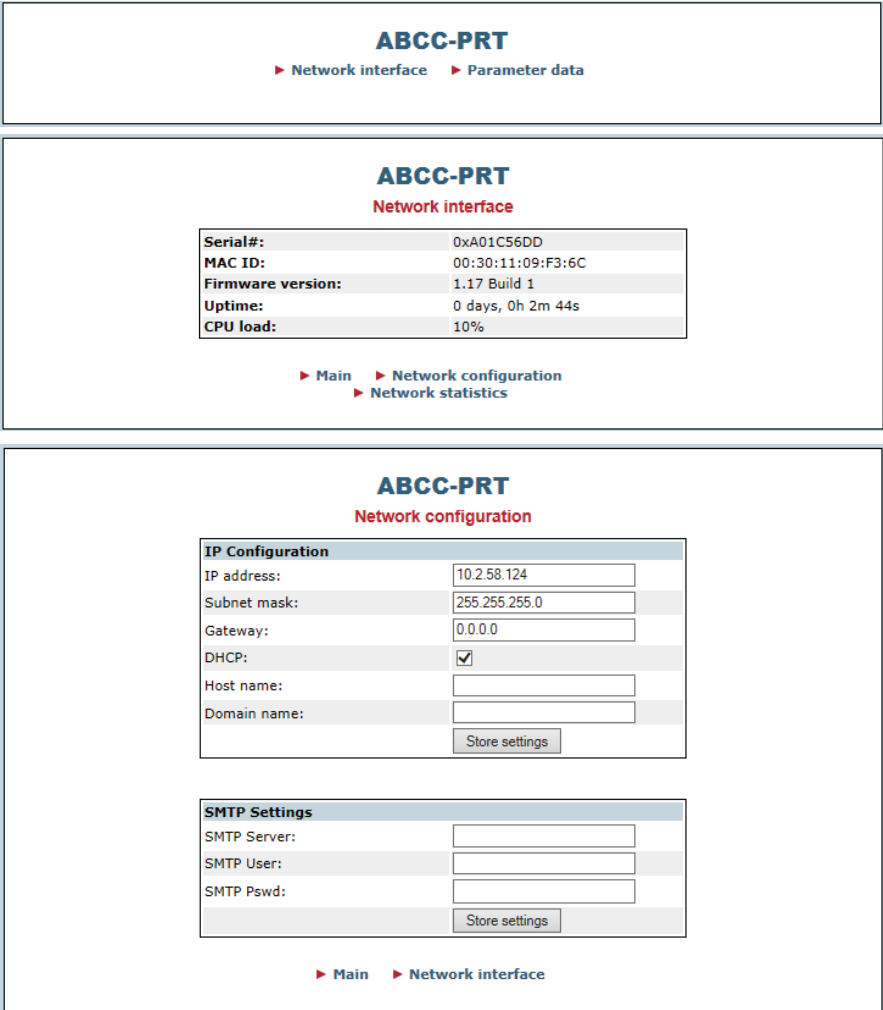 ABCC-PRT
Network interface Parameter data
ABCC-PRT
Network interface
Serial#: 0xA01C56DD
MAC ID: 00:30:11:09:F3:6C
Firmware version: 1.17 Build 1
Uptime: 0 days, 0h 2m 44s
CPU load: 10%
Main Network configuration
Network statistics
ABCC-PRT
Network configuration
IP Configuration
IP address: 10.2.58.124
Subnet mask: 255.255.255.0
Gateway: 0.0.0.0
DHCP:
Host name:
Domain name:
Store settings
SMTP Settings
SMTP Server:
SMTP User:
SMTP Pswd:
Store settings
Main Network interface